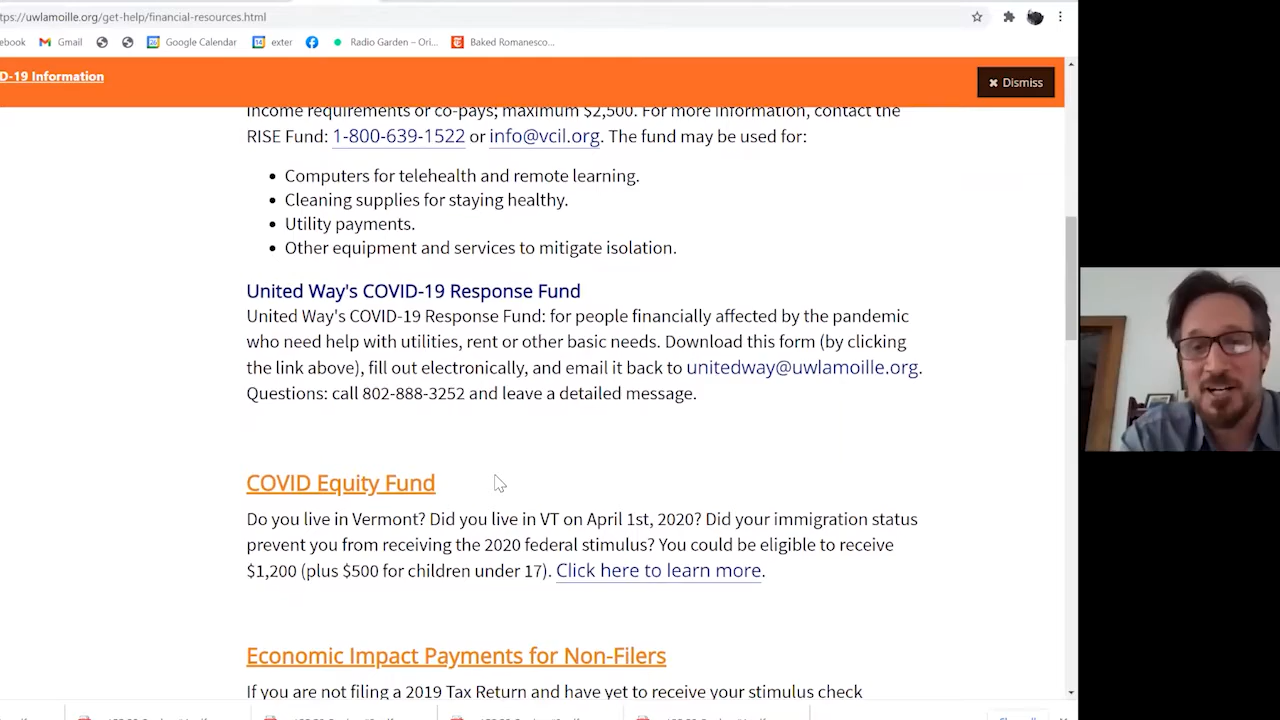 tps://uwlamoille.org/get-help/financial-resources.html
ebook Gmail Google Calendar exter Radio Garden – Ori... Baked Romanesco...
D-19 Information
✖ Dismiss
Income requirements or co-pays; maximum $2,500. For more information, contact the
RISE Fund: 1-800-639-1522 or info@vcil.org. The fund may be used for:
• Computers for telehealth and remote learning.
• Cleaning supplies for staying healthy.
• Utility payments.
• Other equipment and services to mitigate isolation.
United Way's COVID-19 Response Fund
United Way's COVID-19 Response Fund: for people financially affected by the pandemic
who need help with utilities, rent or other basic needs. Download this form (by clicking
the link above), fill out electronically, and email it back to unitedway@uwlamoille.org.
Questions: call 802-888-3252 and leave a detailed message.
COVID Equity Fund
Do you live in Vermont? Did you live in VT on April 1st, 2020? Did your immigration status
prevent you from receiving the 2020 federal stimulus? You could be eligible to receive
$1,200 (plus $500 for children under 17). Click here to learn more.
Economic Impact Payments for Non-Filers
If you are not filing a 2019 Tax Return and have yet to receive your stimulus check